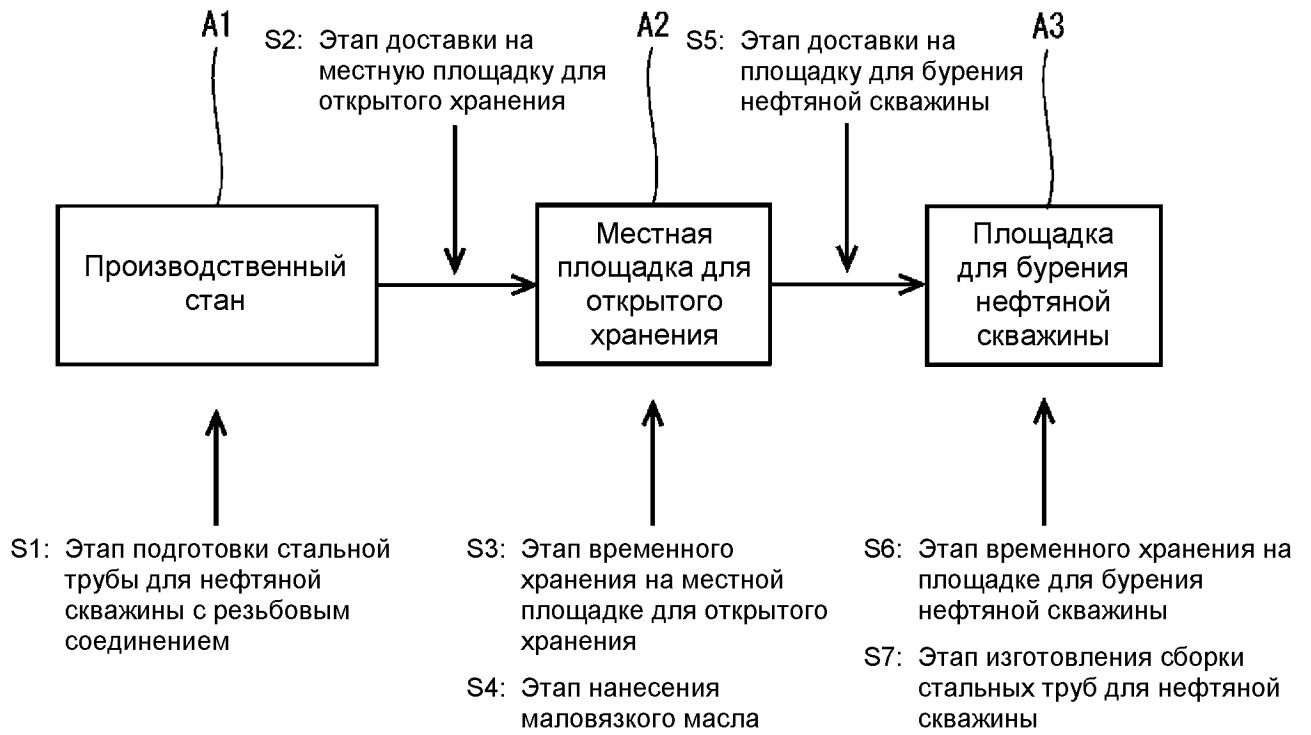 A1
S2: Этап доставки на
местную площадку для
открытого хранения
A2
S5: Этап доставки на
площадку для бурения
нефтяной скважины
A3
Производственный
стан
Местная
площадка для
открытого
хранения
Площадка
для бурения
нефтяной
скважины
S1: Этап подготовки стальной
трубы для нефтяной
скважины с резьбовым
соединением
S3: Этап временного
хранения на местной
площадке для открытого
хранения
S4: Этап нанесения
маловязкого масла
S6: Этап временного хранения на
площадке для бурения
нефтяной скважины
S7: Этап изготовления сборки
стальных труб для нефтяной
скважины